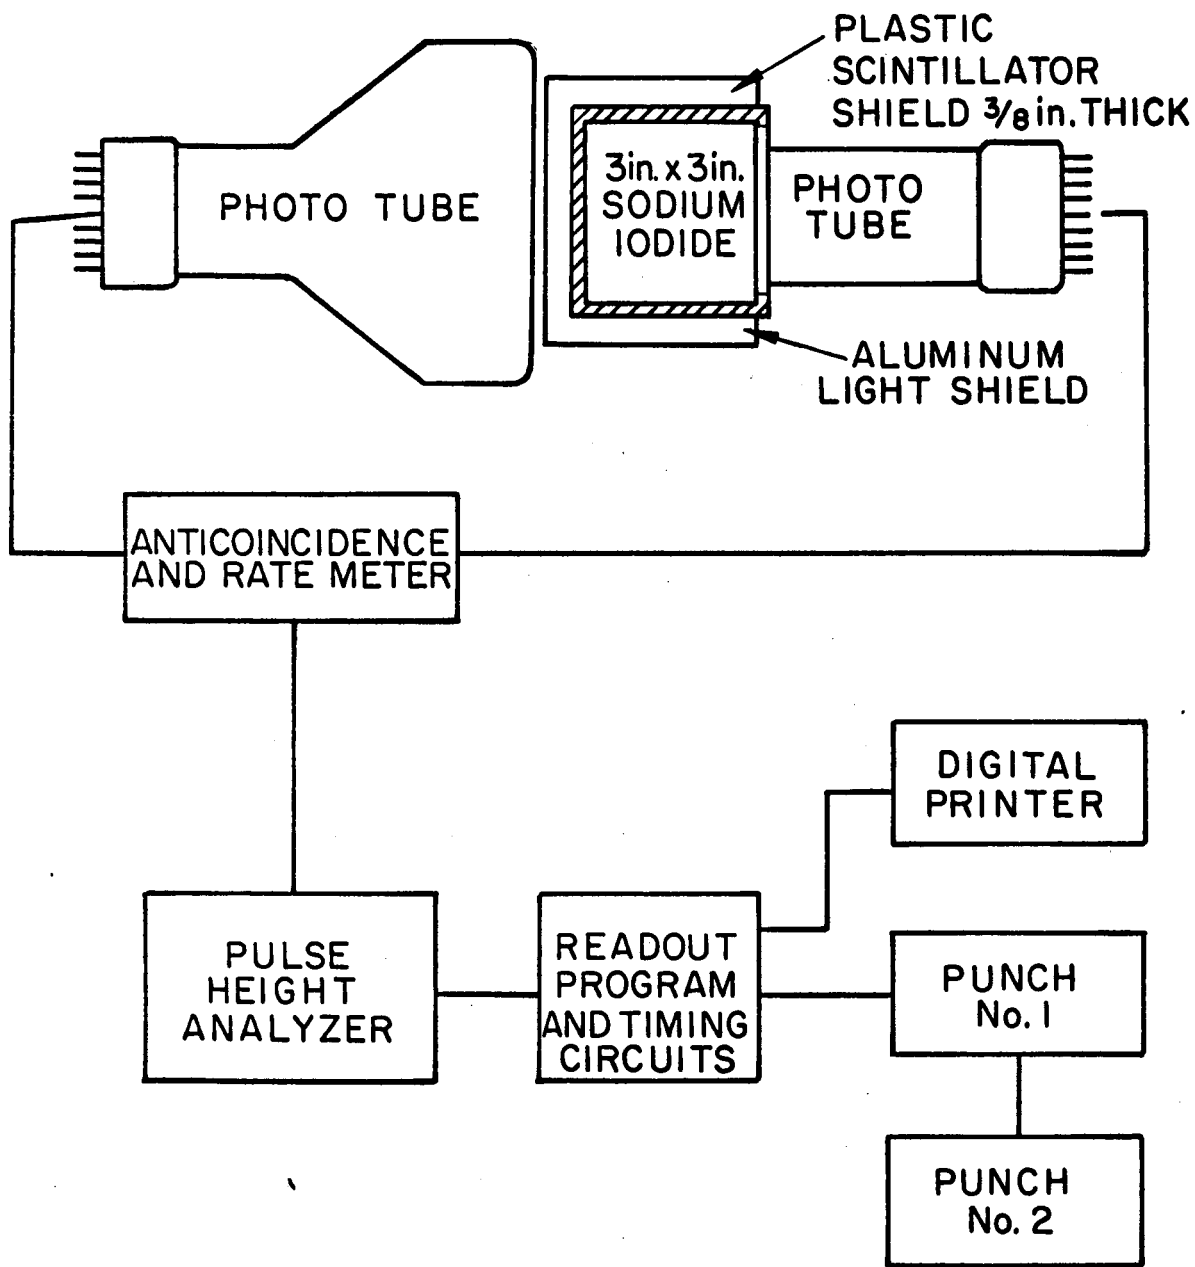 PLASTIC
SCINTILLATOR
SHIELD 3/8 in. THICK
PHOTO TUBE
3in. x 3in.
SODIUM
IODIDE
PHOTO
TUBE
ALUMINUM
LIGHT SHIELD
ANTICOINCIDENCE
AND RATE METER
DIGITAL
PRINTER
PULSE
HEIGHT
ANALYZER
READOUT
PROGRAM
AND TIMING
CIRCUITS
PUNCH
No. 1
PUNCH
No. 2